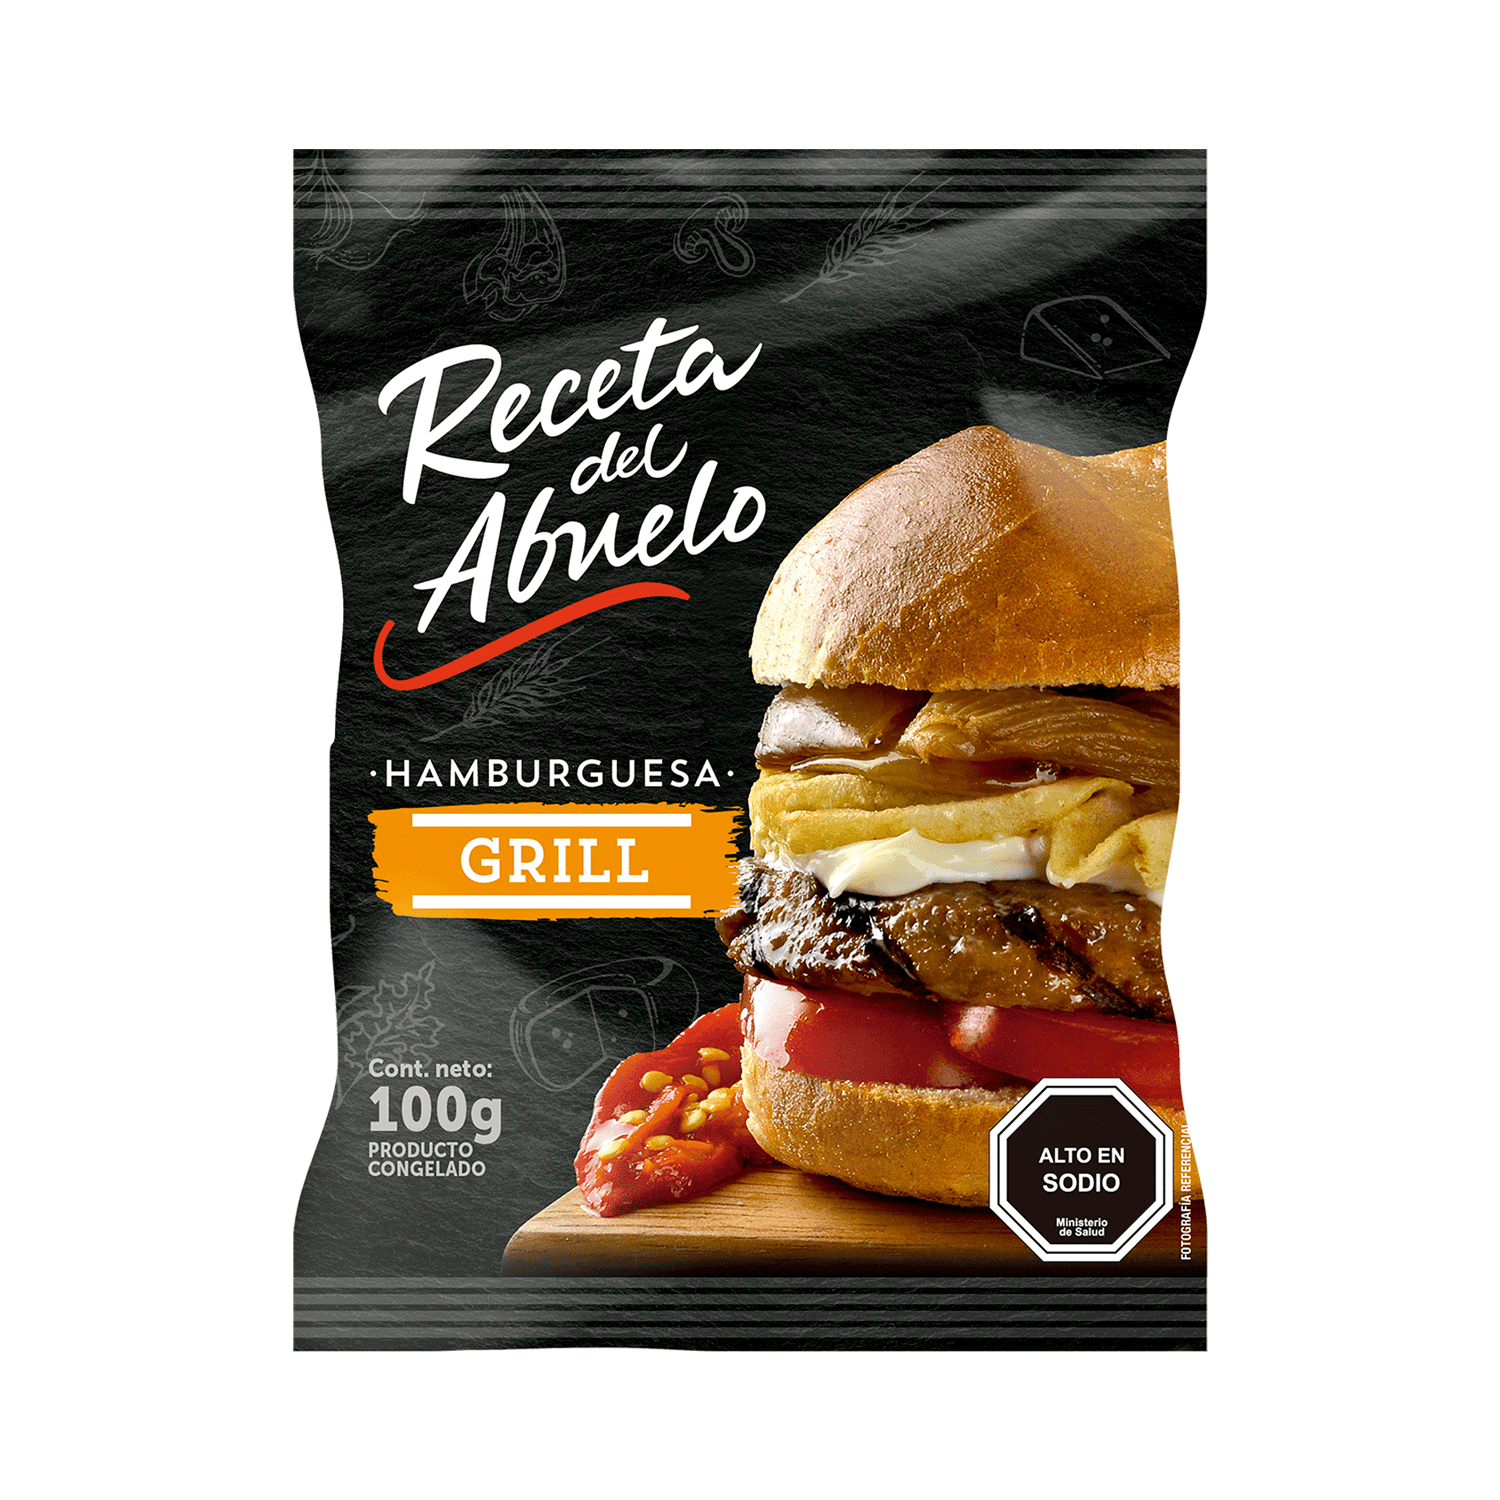 Receta
del
Abuelo
·HAMBURGUESA·
GRILL
Cont. neto:
100g
PRODUCTO
CONGELADO
ALTO EN
SODIO
Ministerio
de Salud
FOTOGRAFÍA REFERENCIAL